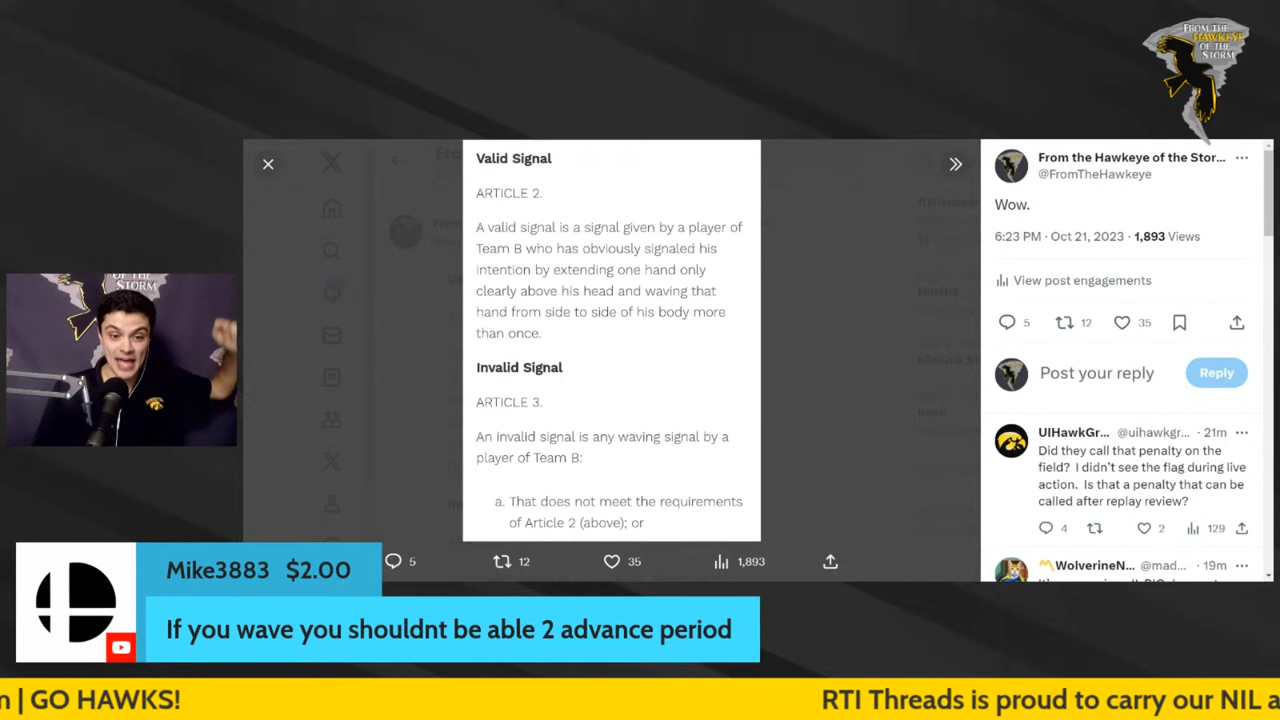 FROM THE
HAWKEYE
OF THE
STORM
Valid Signal
ARTICLE 2.
A valid signal is a signal given by a player of
Team B who has obviously signaled his
intention by extending one hand only
clearly above his head and waving that
hand from side to side of his body more
than once.
Invalid Signal
ARTICLE 3.
An invalid signal is any waving signal by a
player of Team B:
a. That does not meet the requirements
of Article 2 (above); or
5
12
35
1,893
From the Hawkeye of the Stor...
@FromTheHawkeye
Wow.
6:23 PM · Oct 21, 2023 · 1,893 Views
View post engagements
5
12
35
Post your reply
Reply
UIHawkGr... @uihawkgr... · 21m
Did they call that penalty on the
field? I didn't see the flag during live
action. Is that a penalty that can be
called after replay review?
4
2
129
WolverineN... @mad... · 19m
OF THE
STORM
Mike3883 $2.00
If you wave you shouldnt be able 2 advance period
m | GO HAWKS!
RTI Threads is proud to carry our NIL a